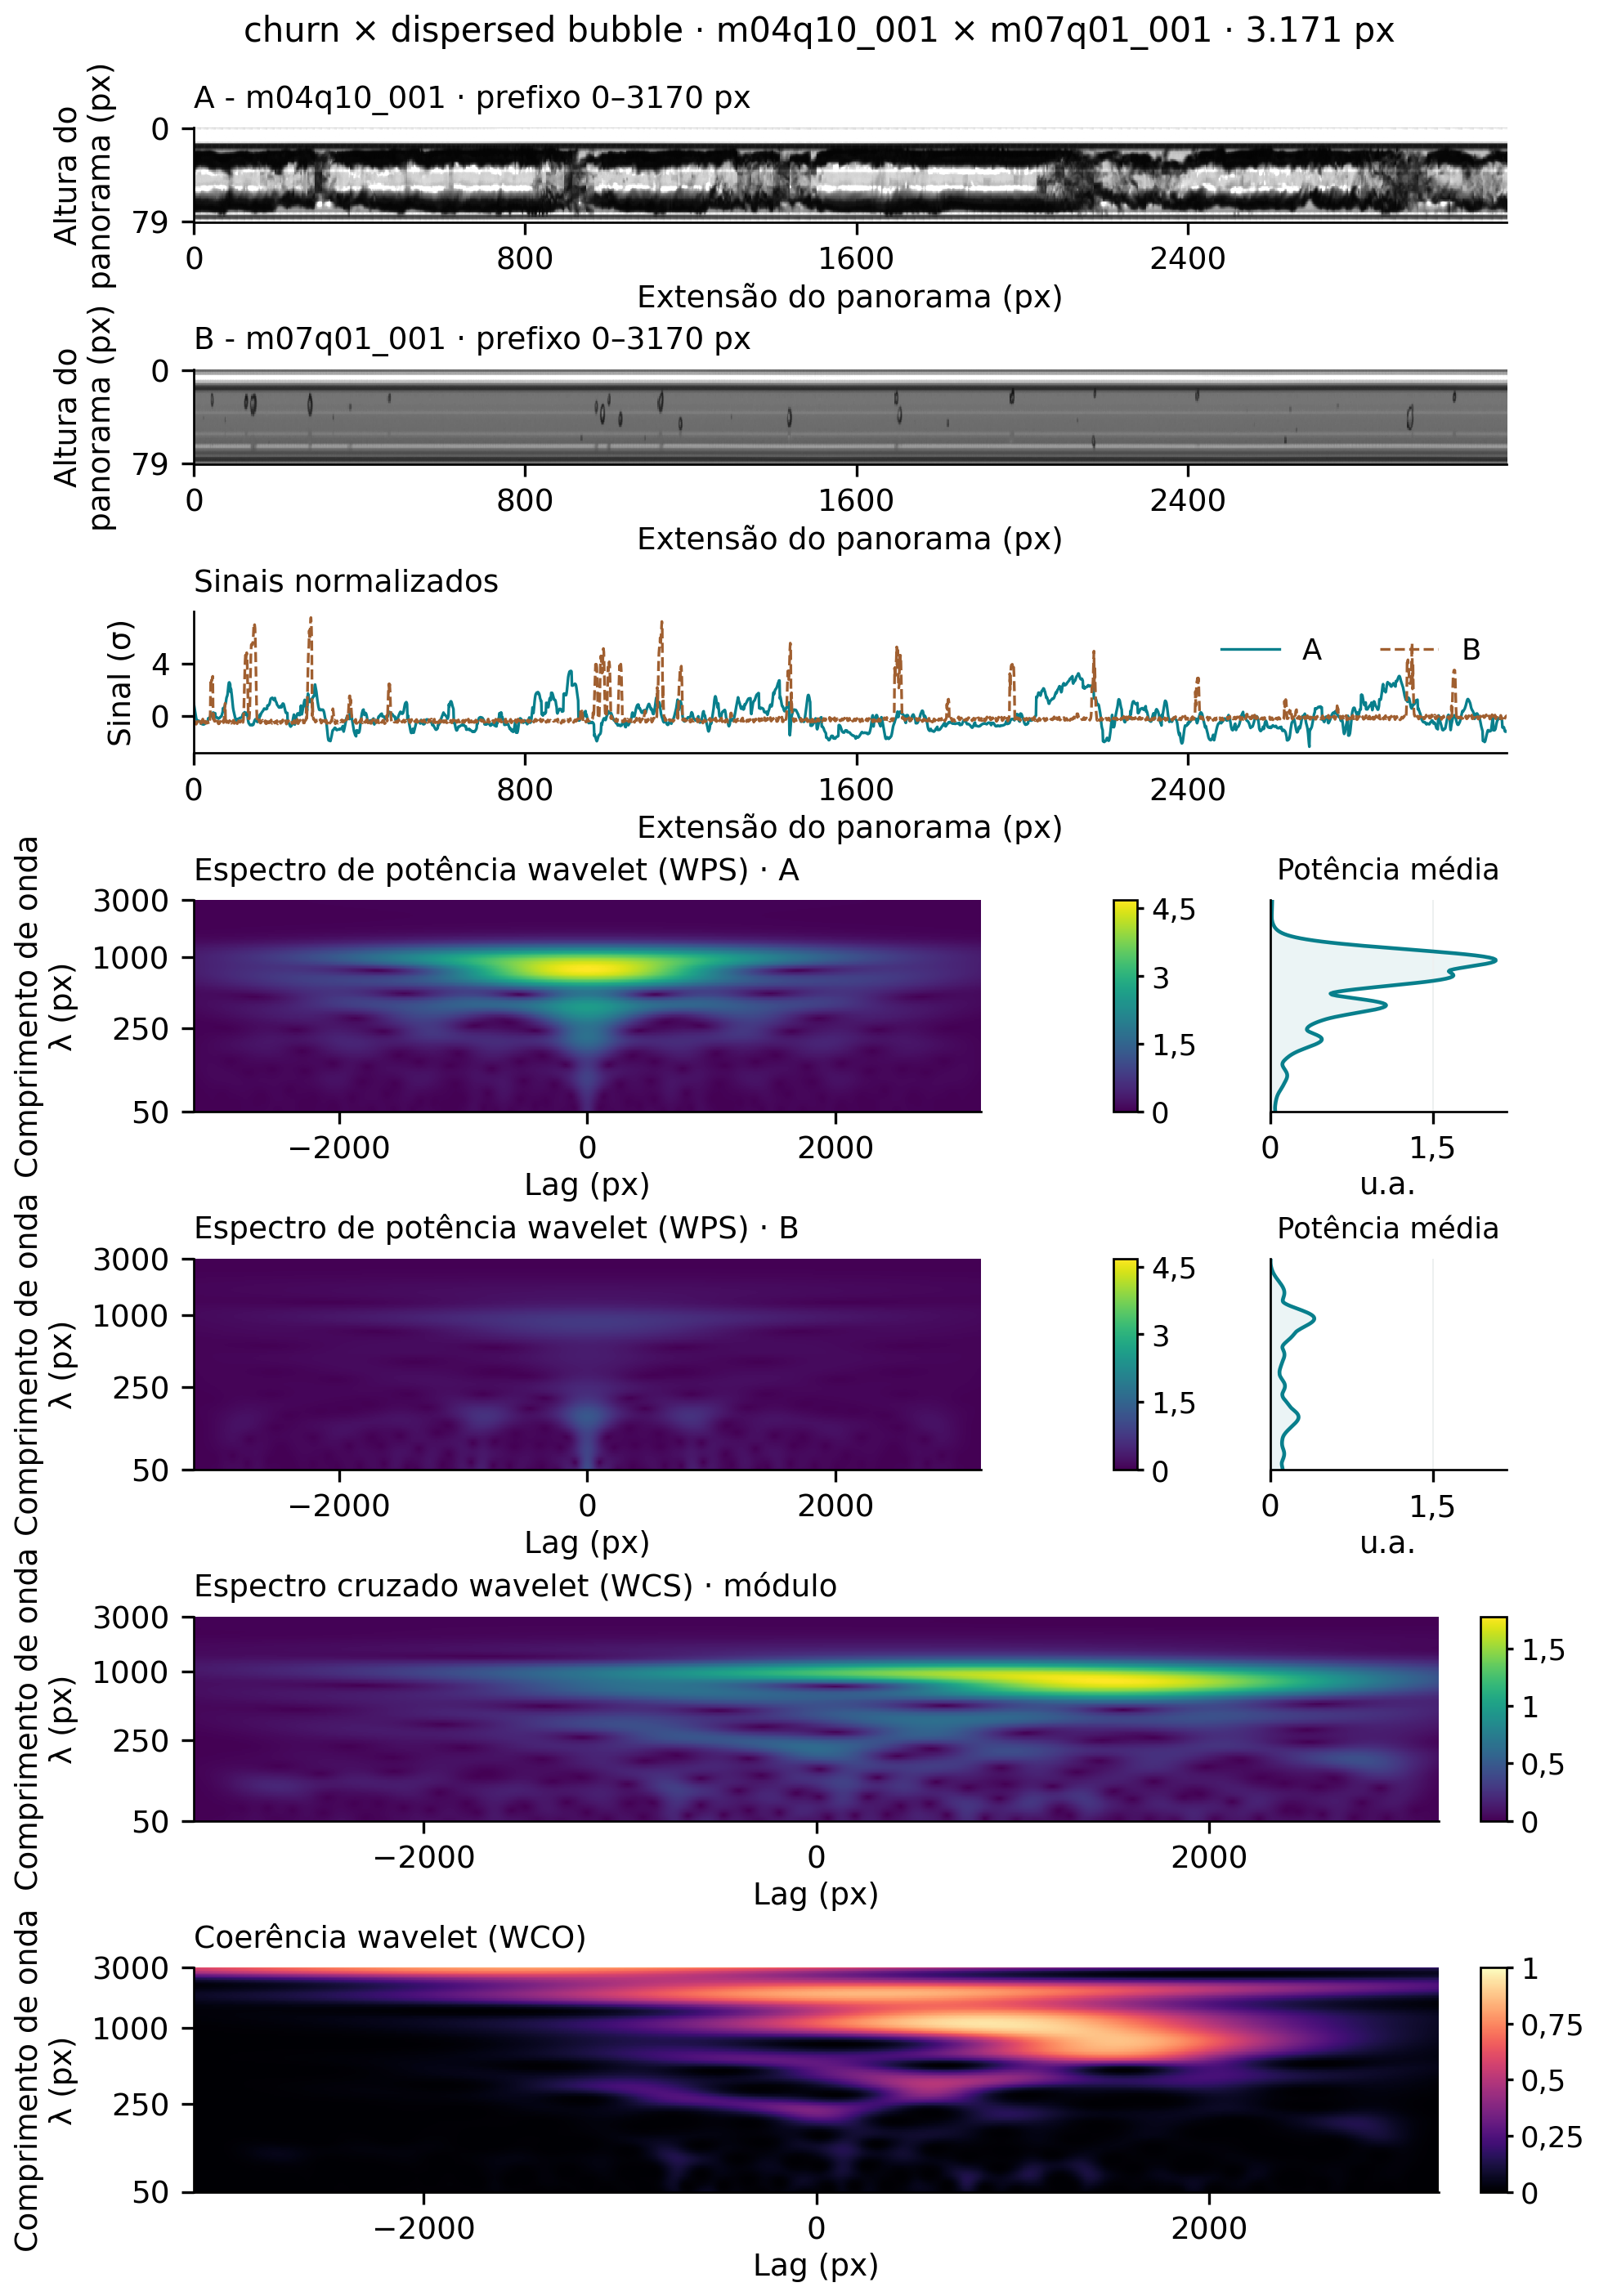 churn × dispersed bubble · m04q10_001 × m07q01_001 · 3.171 px
A - m04q10_001 · prefixo 0–3170 px
Altura do
panorama (px)
0
79
0 800 1600 2400
Extensão do panorama (px)
B - m07q01_001 · prefixo 0–3170 px
Altura do
panorama (px)
0
79
0 800 1600 2400
Extensão do panorama (px)
Sinais normalizados
Sinal (σ)
4
0
A B
0 800 1600 2400
Extensão do panorama (px)
Espectro de potência wavelet (WPS) · A
Comprimento de onda
λ (px)
3000
1000
250
50
−2000 0 2000
Lag (px)
4,5
3
1,5
0
Potência média
0 1,5
u.a.
Espectro de potência wavelet (WPS) · B
Comprimento de onda
λ (px)
3000
1000
250
50
−2000 0 2000
Lag (px)
4,5
3
1,5
0
Potência média
0 1,5
u.a.
Espectro cruzado wavelet (WCS) · módulo
Comprimento de onda
λ (px)
3000
1000
250
50
−2000 0 2000
Lag (px)
1,5
1
0,5
0
Coerência wavelet (WCO)
Comprimento de onda
λ (px)
3000
1000
250
50
−2000 0 2000
Lag (px)
1
0,75
0,5
0,25
0